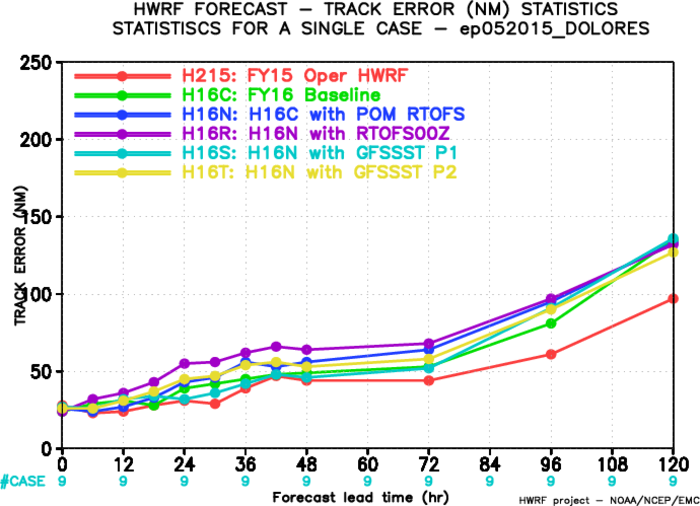 HWRF FORECAST – TRACK ERROR (NM) STATISTICS
STATISTISCS FOR A SINGLE CASE – ep052015_DOLORES
250
H215: FY15 Oper HWRF
H16C: FY16 Baseline
H16N: H16C with POM RTOFS
H16R: H16N with RTOFS00Z
H16S: H16N with GFSSST P1
H16T: H16N with GFSSST P2
200
150
100
50
0
TRACK ERROR (NM)
0 12 24 36 48 60 72 84 96 108 120
#CASE 9 9 9 9 9 9 9 9 9 9 9
Forecast lead time (hr)
HWRF project – NOAA/NCEP/EMC